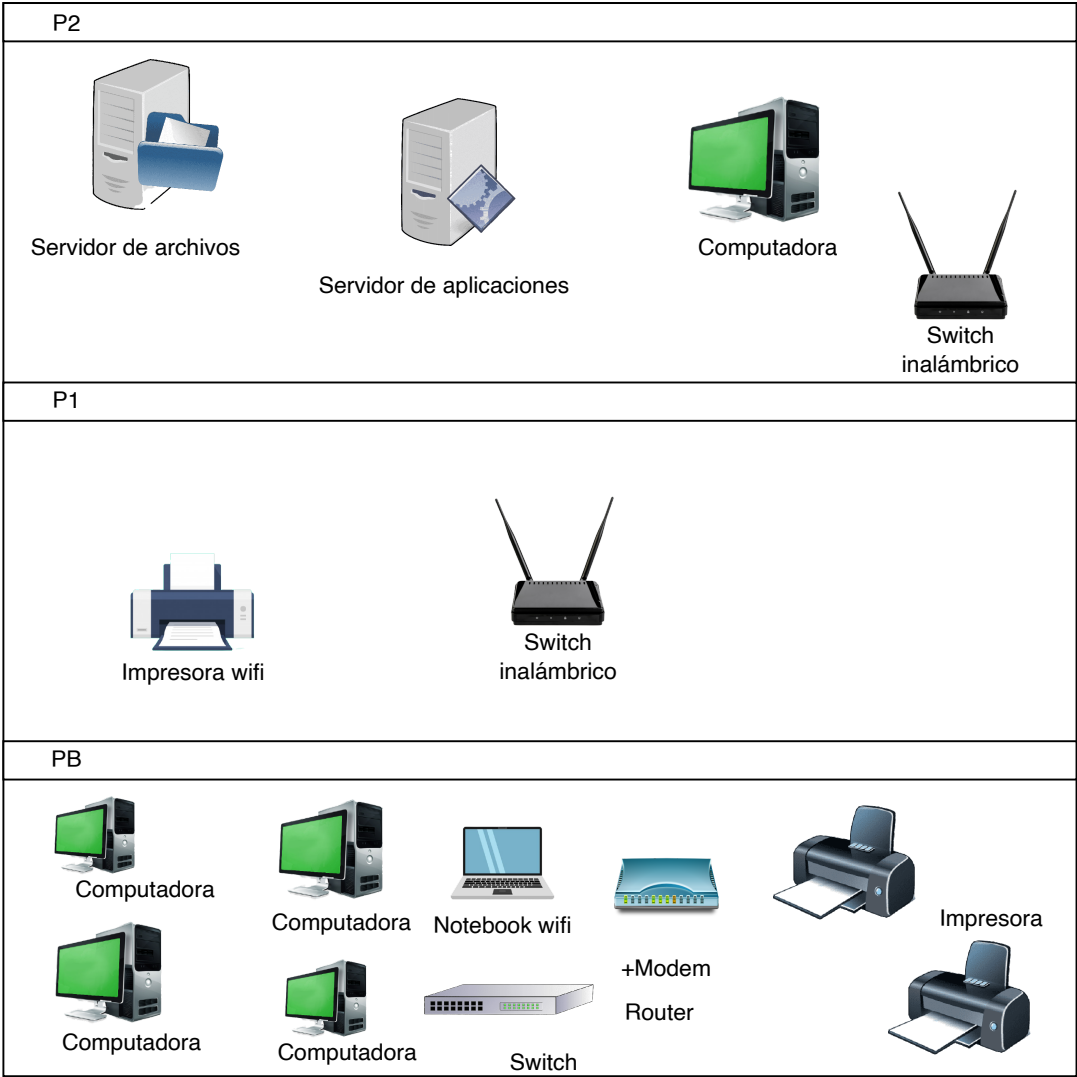 P2
Servidor de archivos
Servidor de aplicaciones
Computadora
Switch
inalámbrico
P1
Impresora wifi
Switch
inalámbrico
PB
Computadora
Computadora
Notebook wifi
+Modem
Router
Impresora
Computadora
Computadora
Switch